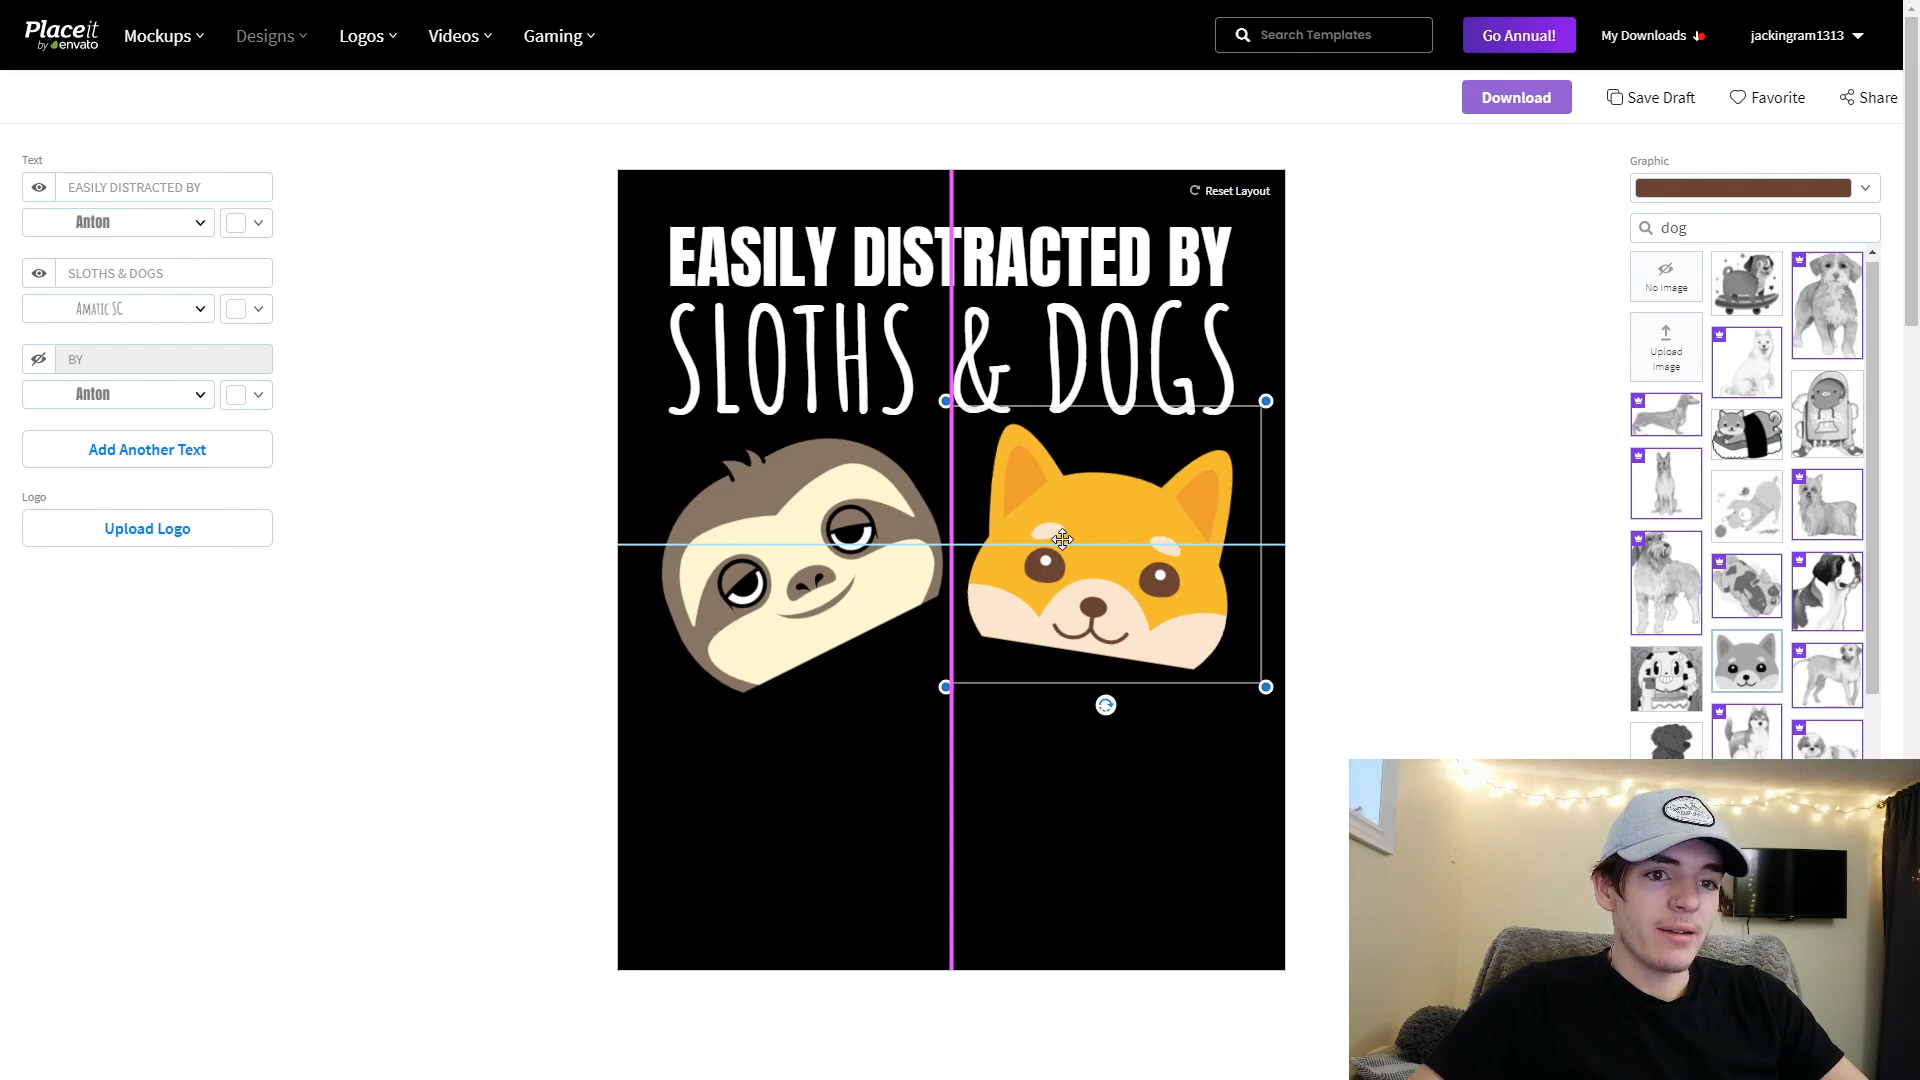 Placeit
by envato
Mockups
Designs
Logos
Videos
Gaming
Search Templates
Go Annual!
My Downloads
jackingram1313
Download
Save Draft
Favorite
Share
Text
EASILY DISTRACTED BY
Anton
SLOTHS & DOGS
AMATIC SC
BY
Anton
Add Another Text
Logo
Upload Logo
Reset Layout
EASILY DISTRACTED BY
SLOTHS & DOGS
Graphic
dog
No Image
Upload
Image